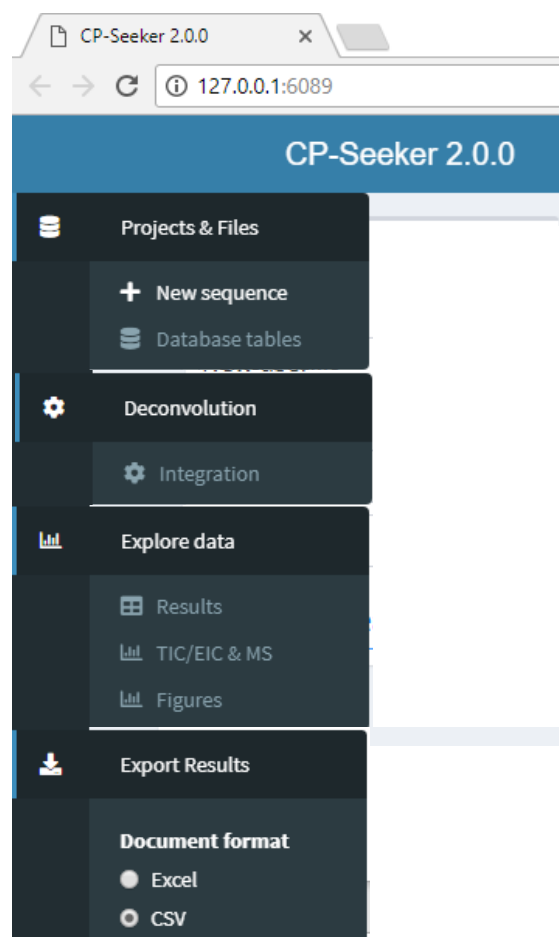 CP-Seeker 2.0.0
127.0.0.1:6089
CP-Seeker 2.0.0
Projects & Files
New sequence
Database tables
Deconvolution
Integration
Explore data
Results
TIC/EIC & MS
Figures
Export Results
Document format
Excel
CSV